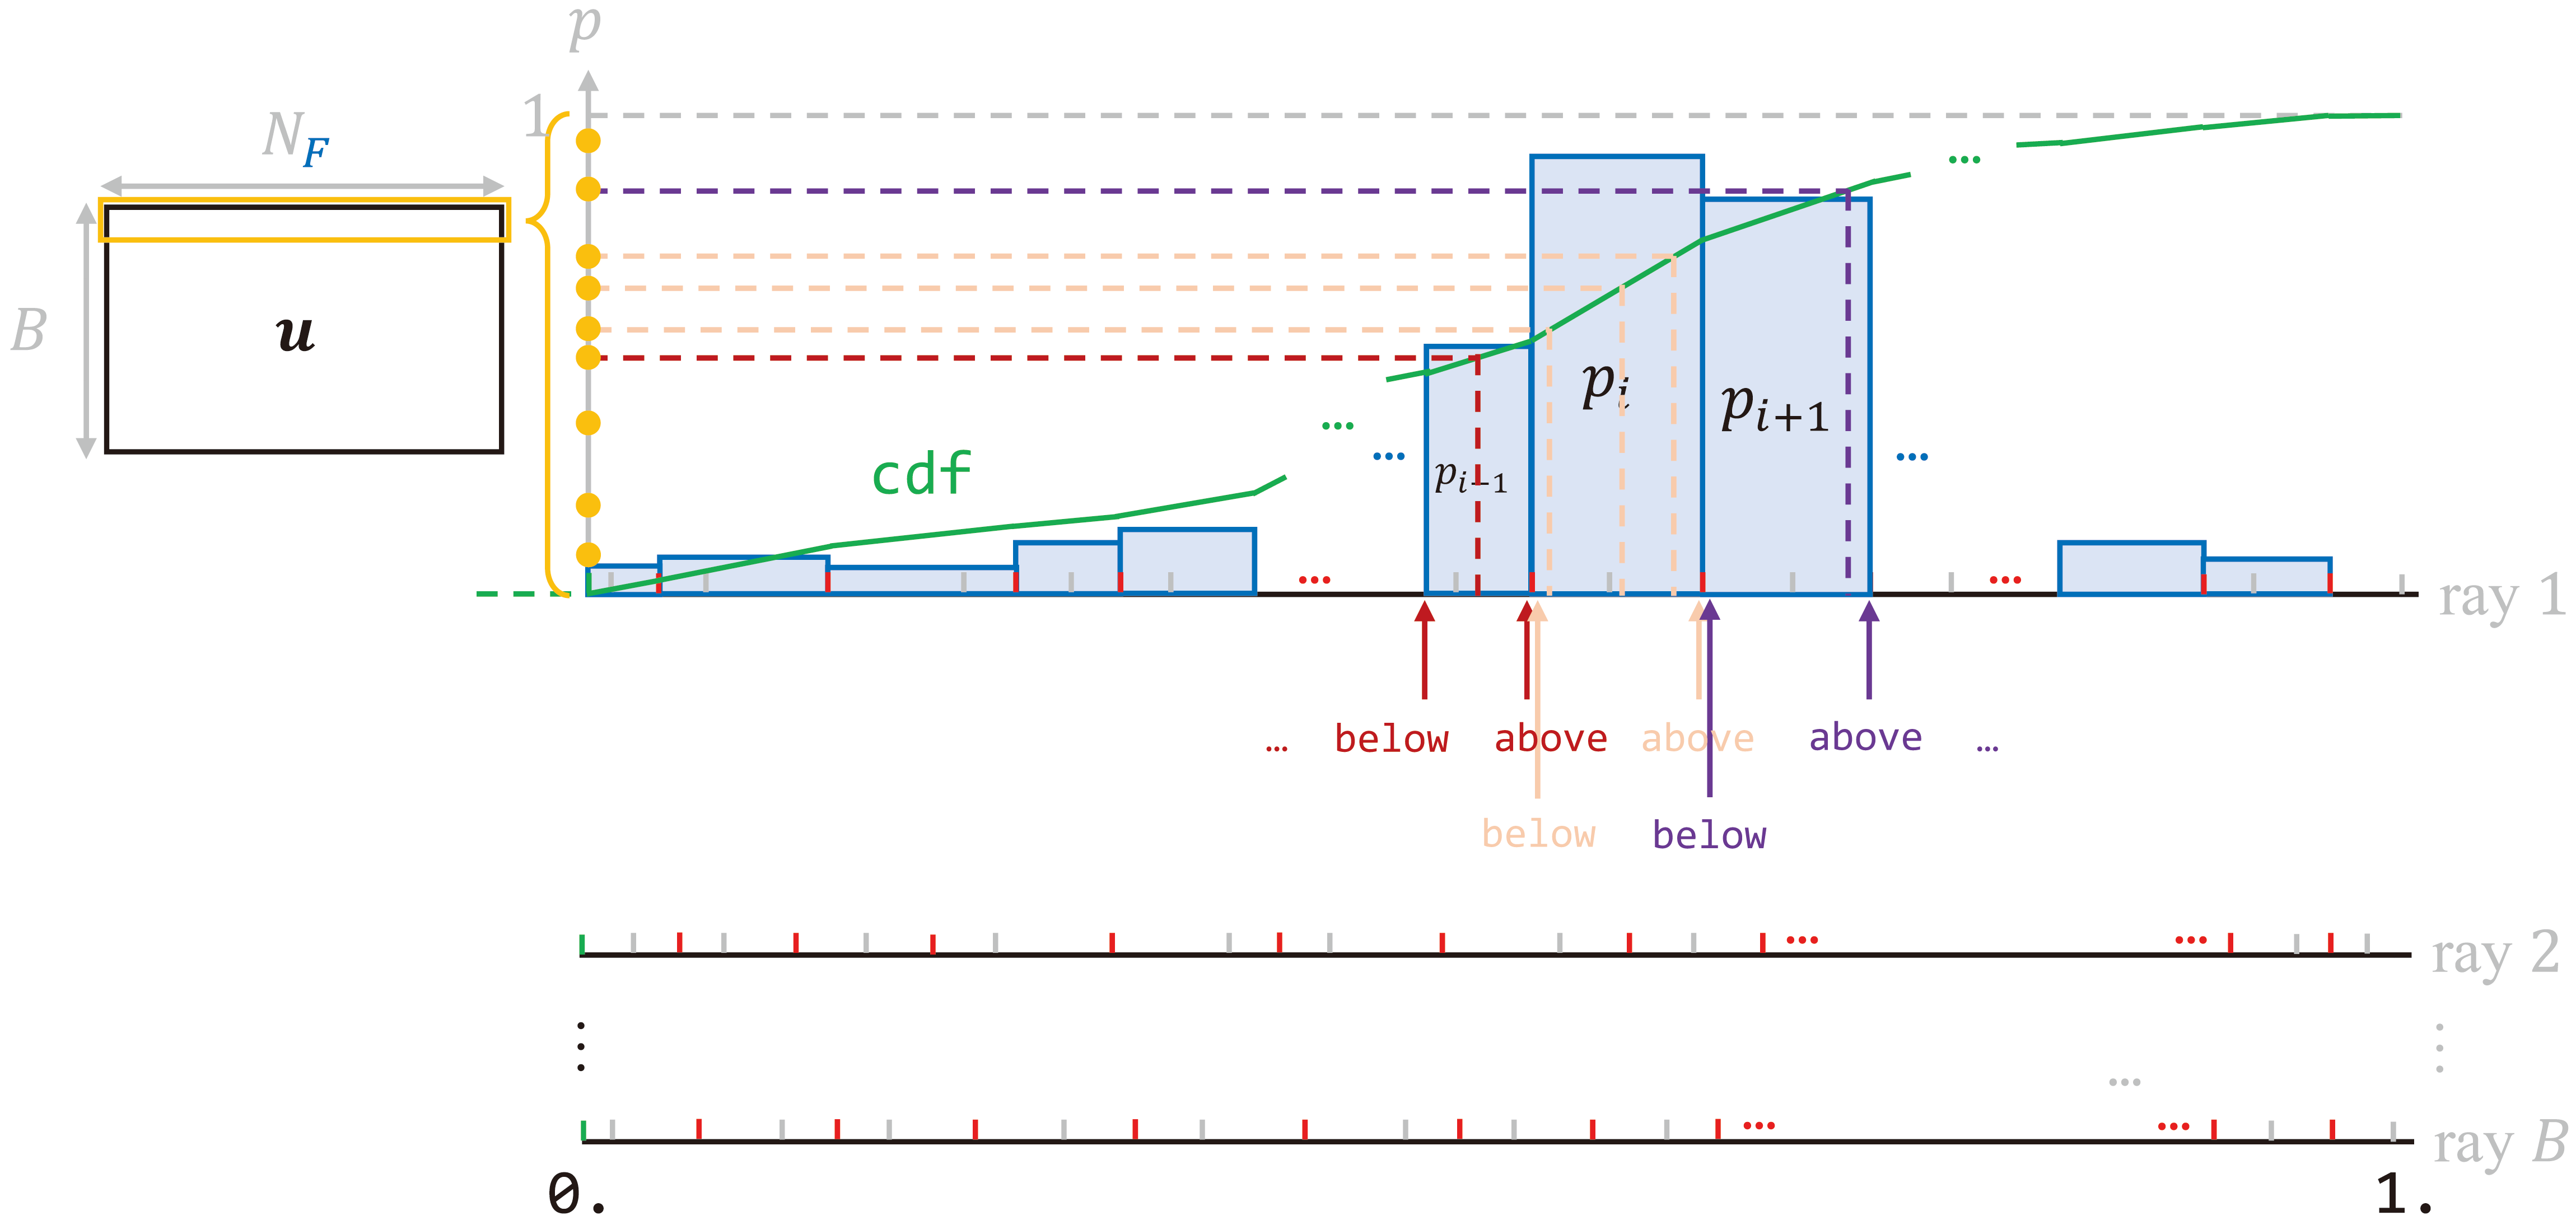 p
1
N_F
B
u
cdf
...
...
...
...
p_{i-1}
p_i
p_{i+1}
...
...
...
ray 1
... below above above above ...
below below
... ... ray 2
⋮ ⋮
...
... ... ray B
0. 1.